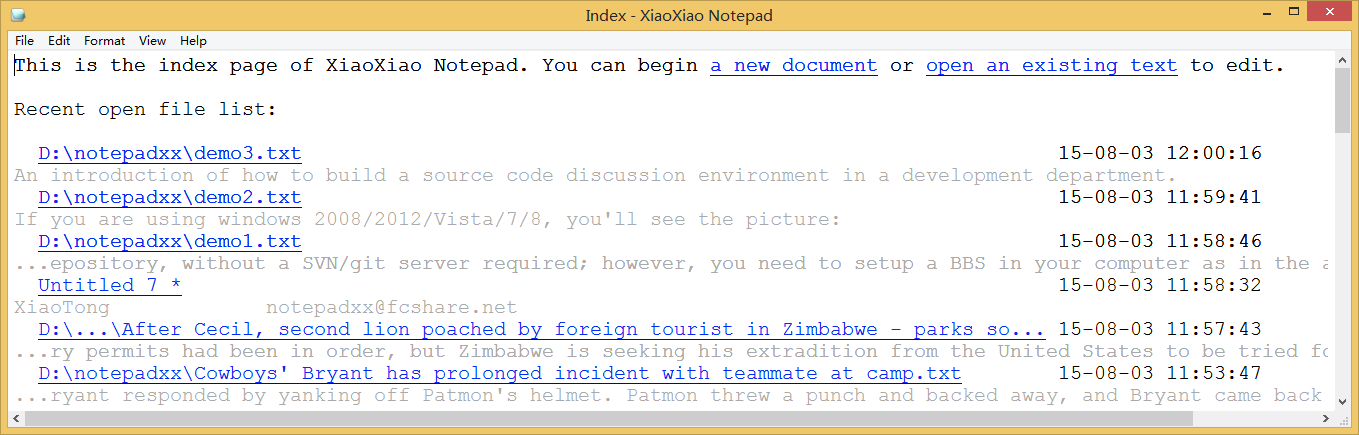 Index - XiaoXiao Notepad
File Edit Format View Help
This is the index page of XiaoXiao Notepad. You can begin a new document or open an existing text to edit.
Recent open file list:
D:\notepadxx\demo3.txt 15-08-03 12:00:16
An introduction of how to build a source code discussion environment in a development department.
D:\notepadxx\demo2.txt 15-08-03 11:59:41
If you are using windows 2008/2012/Vista/7/8, you'll see the picture:
D:\notepadxx\demo1.txt 15-08-03 11:58:46
...epository, without a SVN/git server required; however, you need to setup a BBS in your computer as in the a
Untitled 7 * 15-08-03 11:58:32
XiaoTong notepadxx@fcshare.net
D:\...\After Cecil, second lion poached by foreign tourist in Zimbabwe - parks so... 15-08-03 11:57:43
...ry permits had been in order, but Zimbabwe is seeking his extradition from the United States to be tried fo
D:\notepadxx\Cowboys' Bryant has prolonged incident with teammate at camp.txt 15-08-03 11:53:47
...ryant responded by yanking off Patmon's helmet. Patmon threw a punch and backed away, and Bryant came back